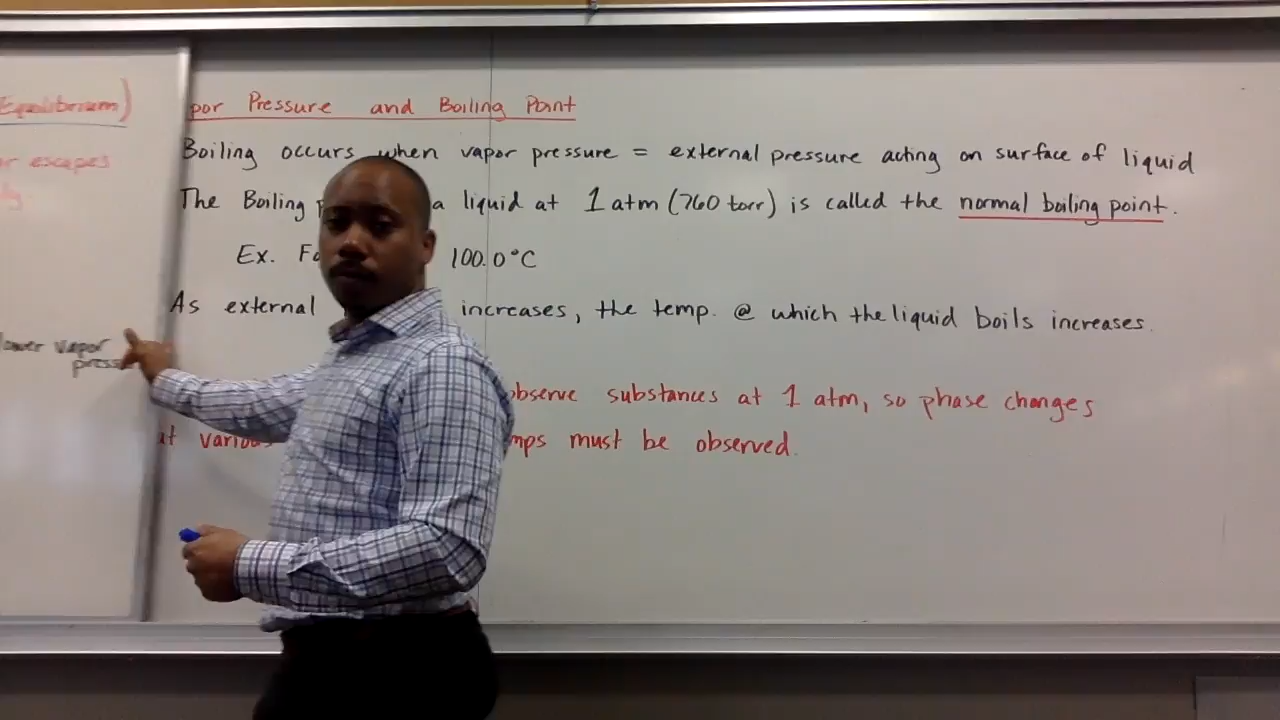 Equilibrium)
escapes
lower vapor
press
por Pressure and Boiling Point
Boiling occurs when vapor pressure = external pressure acting on surface of liquid
The Boiling p a liquid at 1 atm (760 torr) is called the normal boiling point.
Ex. Fo 100.0°C
As external increases, the temp. @ which the liquid boils increases.
observe substances at 1 atm, so phase changes
at various mps must be observed.